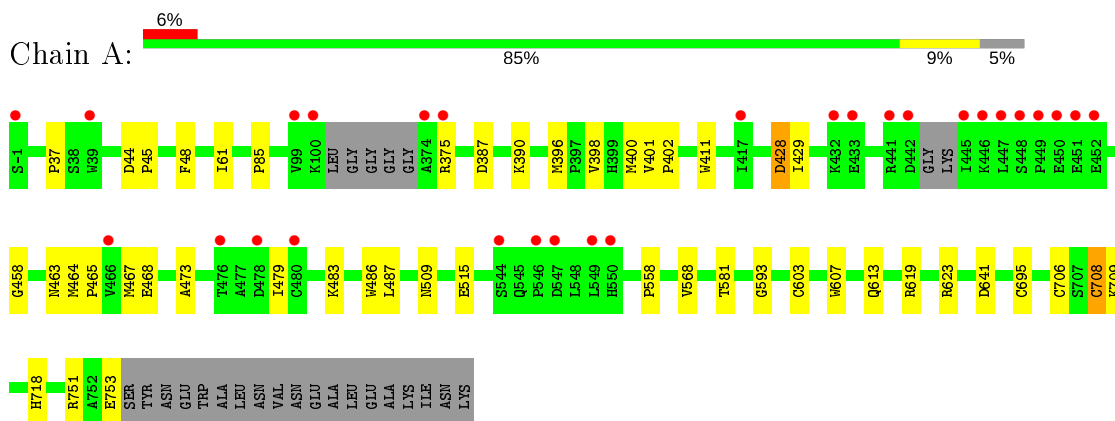 6%
Chain A:
85% 9% 5%
S-1 P37 S38 W39 D44 P45 F48 I61 P85 V99 K100 LEU GLY GLY GLY GLY A374 R375 D387 K390 M396 P397 V398 H399 M400 V401 P402 W411 I417 D428 I429 K432 E433 R441 D442 GLY LYS I445 K446 L447 S448 P449 E450 E451 E452
G458 N463 M464 P465 V466 M467 E468 A473 T476 A477 D478 I479 C480 K483 W486 L487 N509 E515 S544 Q545 P546 D547 L548 L549 H550 P558 V568 T581 G593 C603 W607 Q613 R619 R623 D641 C695 C706 S707 C708 K709
H718 R751 A752 E753 SER TYR ASN GLU TRP ALA LEU ASN VAL ASN GLU ALA LEU GLU ALA LYS ILE ASN LYS